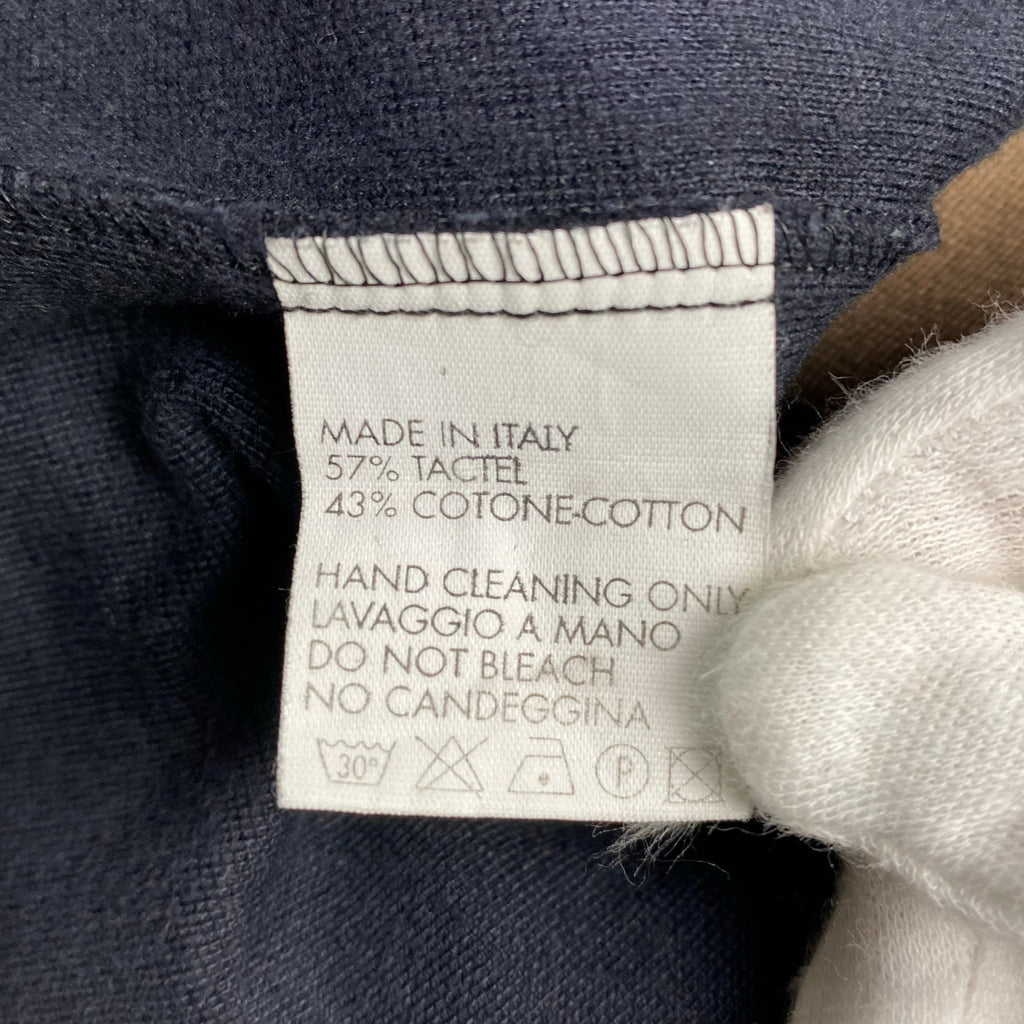 MADE IN ITALY
57% TACTEL
43% COTONE-COTTON
HAND CLEANING ONLY
LAVAGGIO A MANO
DO NOT BLEACH
NO CANDEGGINA
30° P